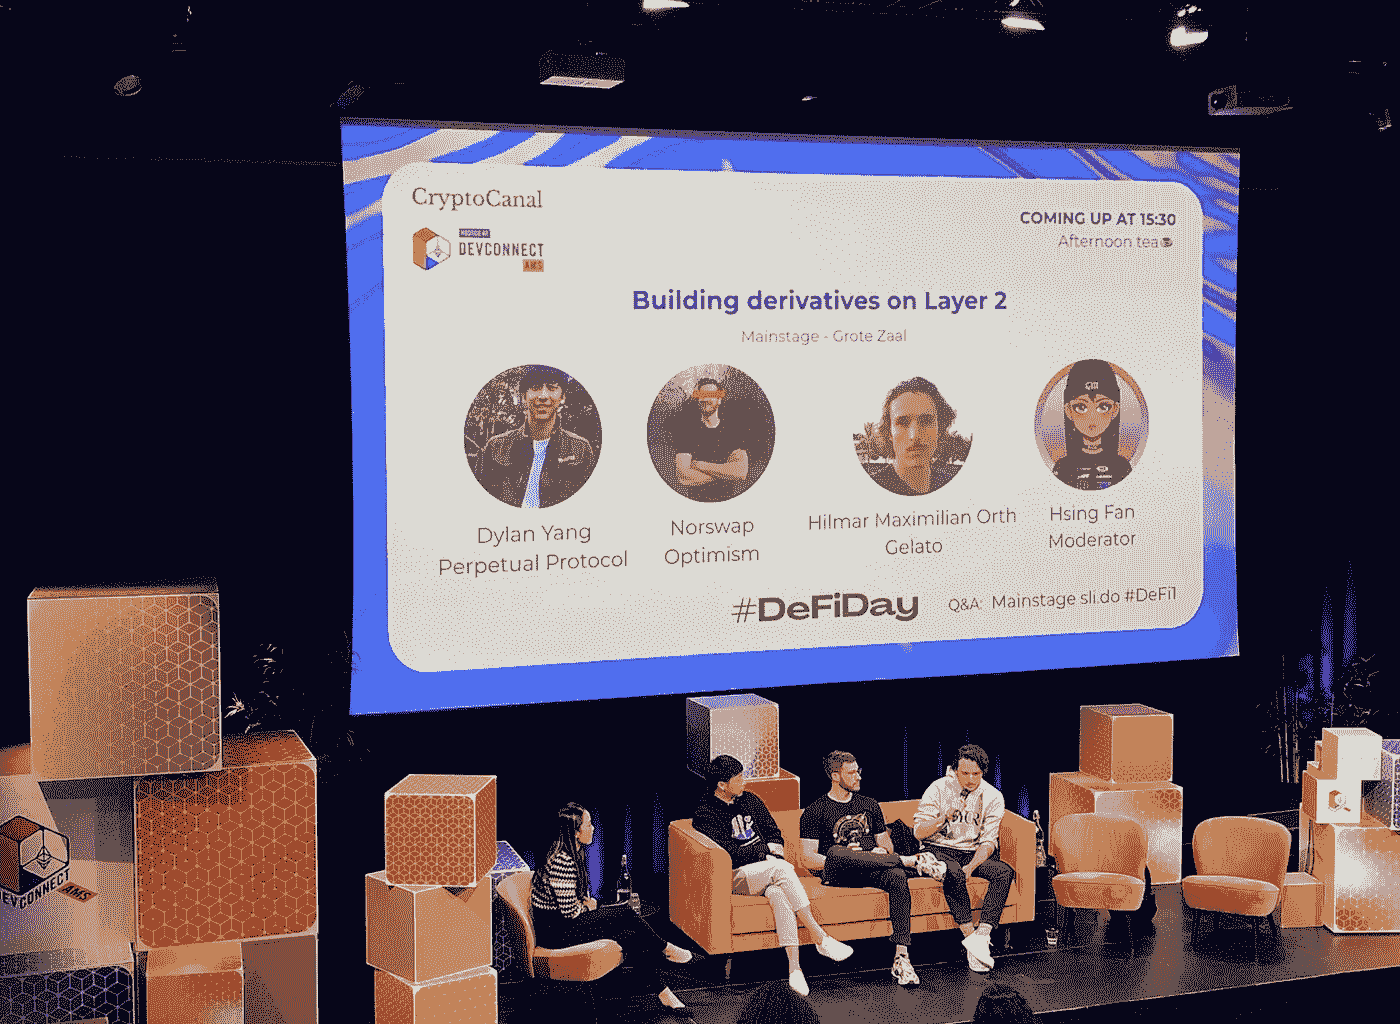 CryptoCanal
DEVCONNECT
AMS
COMING UP AT 15:30
Afternoon tea
Building derivatives on Layer 2
Mainstage - Grote Zaal
Dylan Yang
Perpetual Protocol
Norswap
Optimism
Hilmar Maximilian Orth
Gelato
Hsing Fan
Moderator
#DeFiDay
Q&A: Mainstage sli.do #DeFi1
DEVCONNECT
AMS